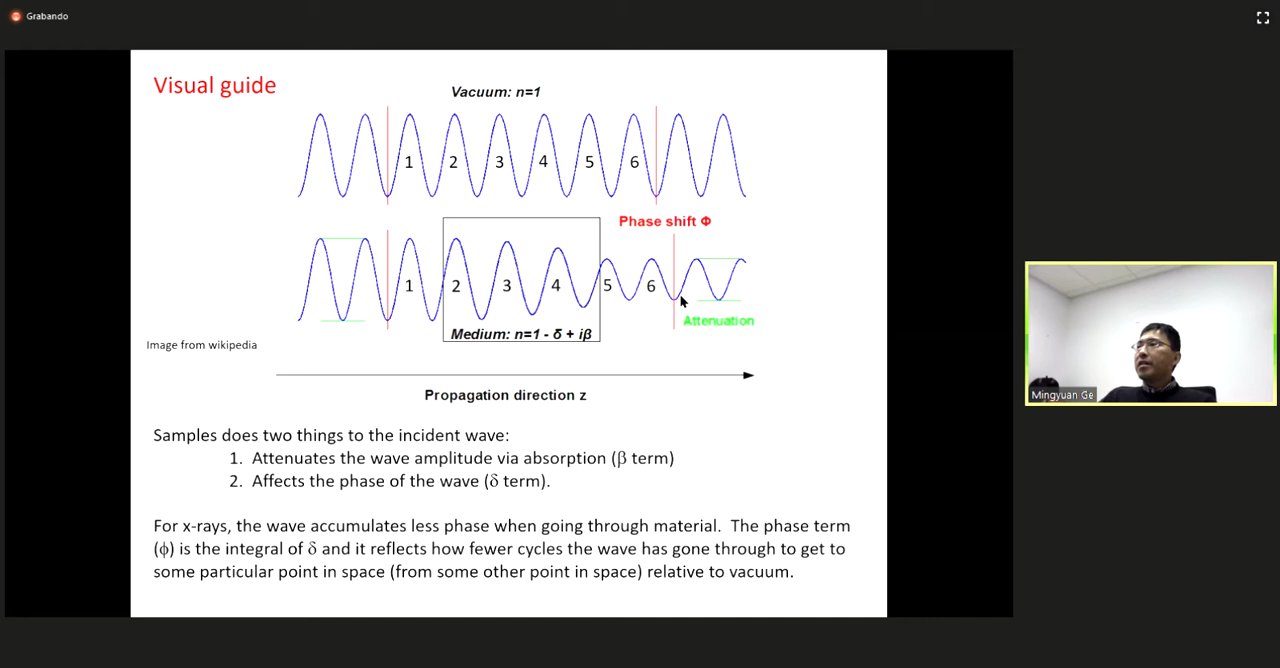 Grabando
Visual guide
Vacuum: n=1
1 2 3 4 5 6
Phase shift Φ
1 2 3 4 5 6
Attenuation
Medium: n=1 - δ + iβ
Image from wikipedia
Propagation direction z
Mingyuan Ge
Samples does two things to the incident wave:
1. Attenuates the wave amplitude via absorption (β term)
2. Affects the phase of the wave (δ term).
For x-rays, the wave accumulates less phase when going through material. The phase term
(ϕ) is the integral of δ and it reflects how fewer cycles the wave has gone through to get to
some particular point in space (from some other point in space) relative to vacuum.